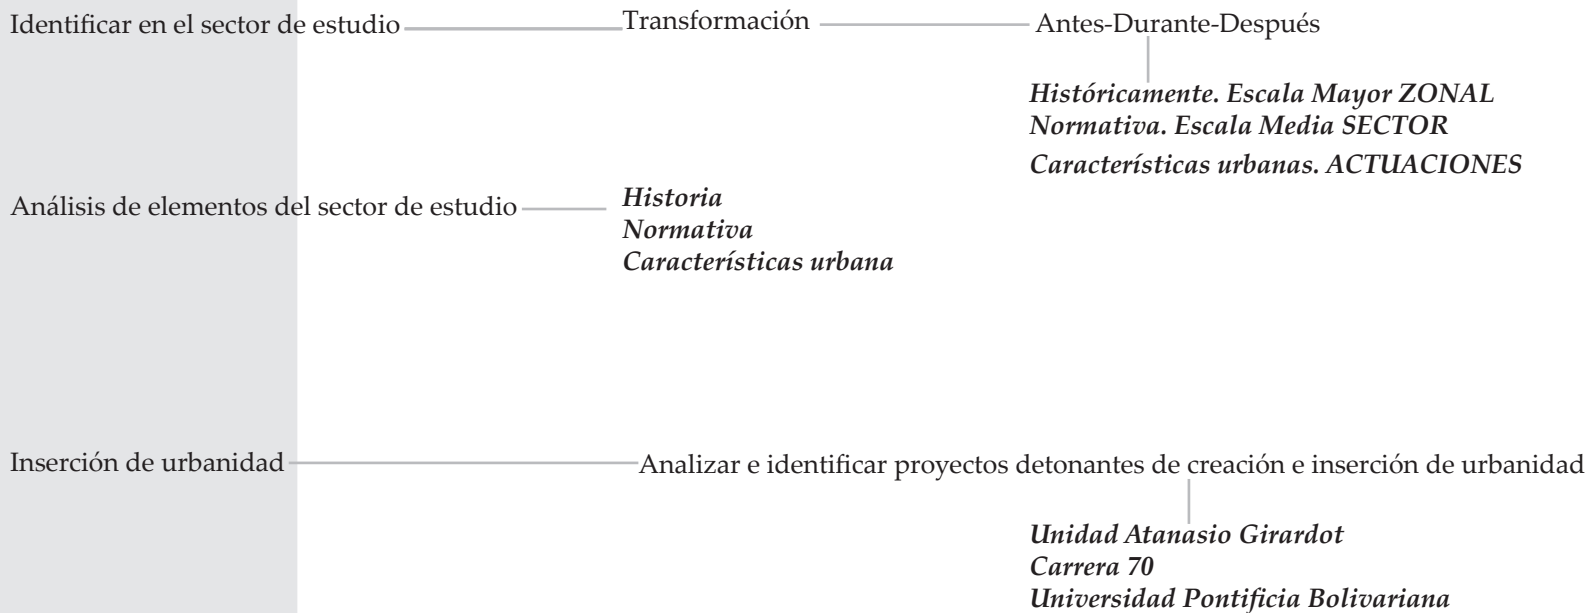 Identificar en el sector de estudio
Transformación
Antes-Durante-Después
Históricamente. Escala Mayor ZONAL
Normativa. Escala Media SECTOR
Características urbanas. ACTUACIONES
Análisis de elementos del sector de estudio
Historia
Normativa
Características urbana
Inserción de urbanidad
Analizar e identificar proyectos detonantes de creación e inserción de urbanidad
Unidad Atanasio Girardot
Carrera 70
Universidad Pontificia Bolivariana